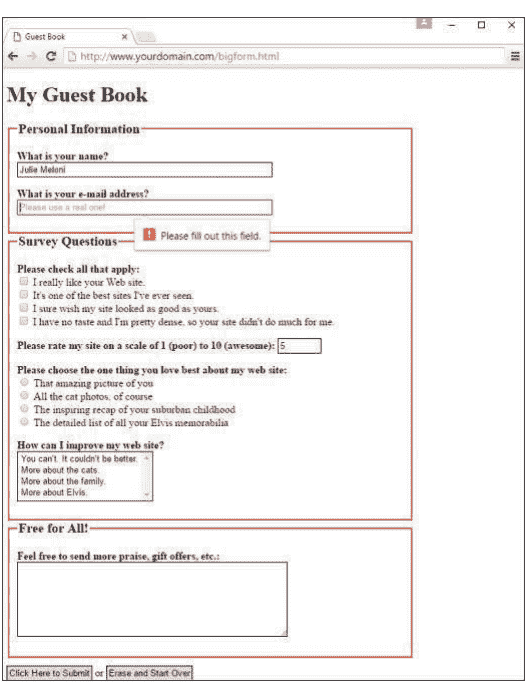 Guest Book
http://www.yourdomain.com/bigform.html
My Guest Book
Personal Information
What is your name?
Julie Meloni
What is your e-mail address?
Please use a real one!
Please fill out this field.
Survey Questions
Please check all that apply:
I really like your Web site.
It's one of the best sites I've ever seen.
I sure wish my site looked as good as yours.
I have no taste and I'm pretty dense, so your site didn't do much for me.
Please rate my site on a scale of 1 (poor) to 10 (awesome): 5
Please choose the one thing you love best about my web site:
That amazing picture of you
All the cat photos, of course
The inspiring recap of your suburban childhood
The detailed list of all your Elvis memorabilia
How can I improve my web site?
You can't. It couldn't be better.
More about the cats.
More about the family.
More about Elvis.
Free for All!
Feel free to send more praise, gift offers, etc.:
Click Here to Submit or Erase and Start Over